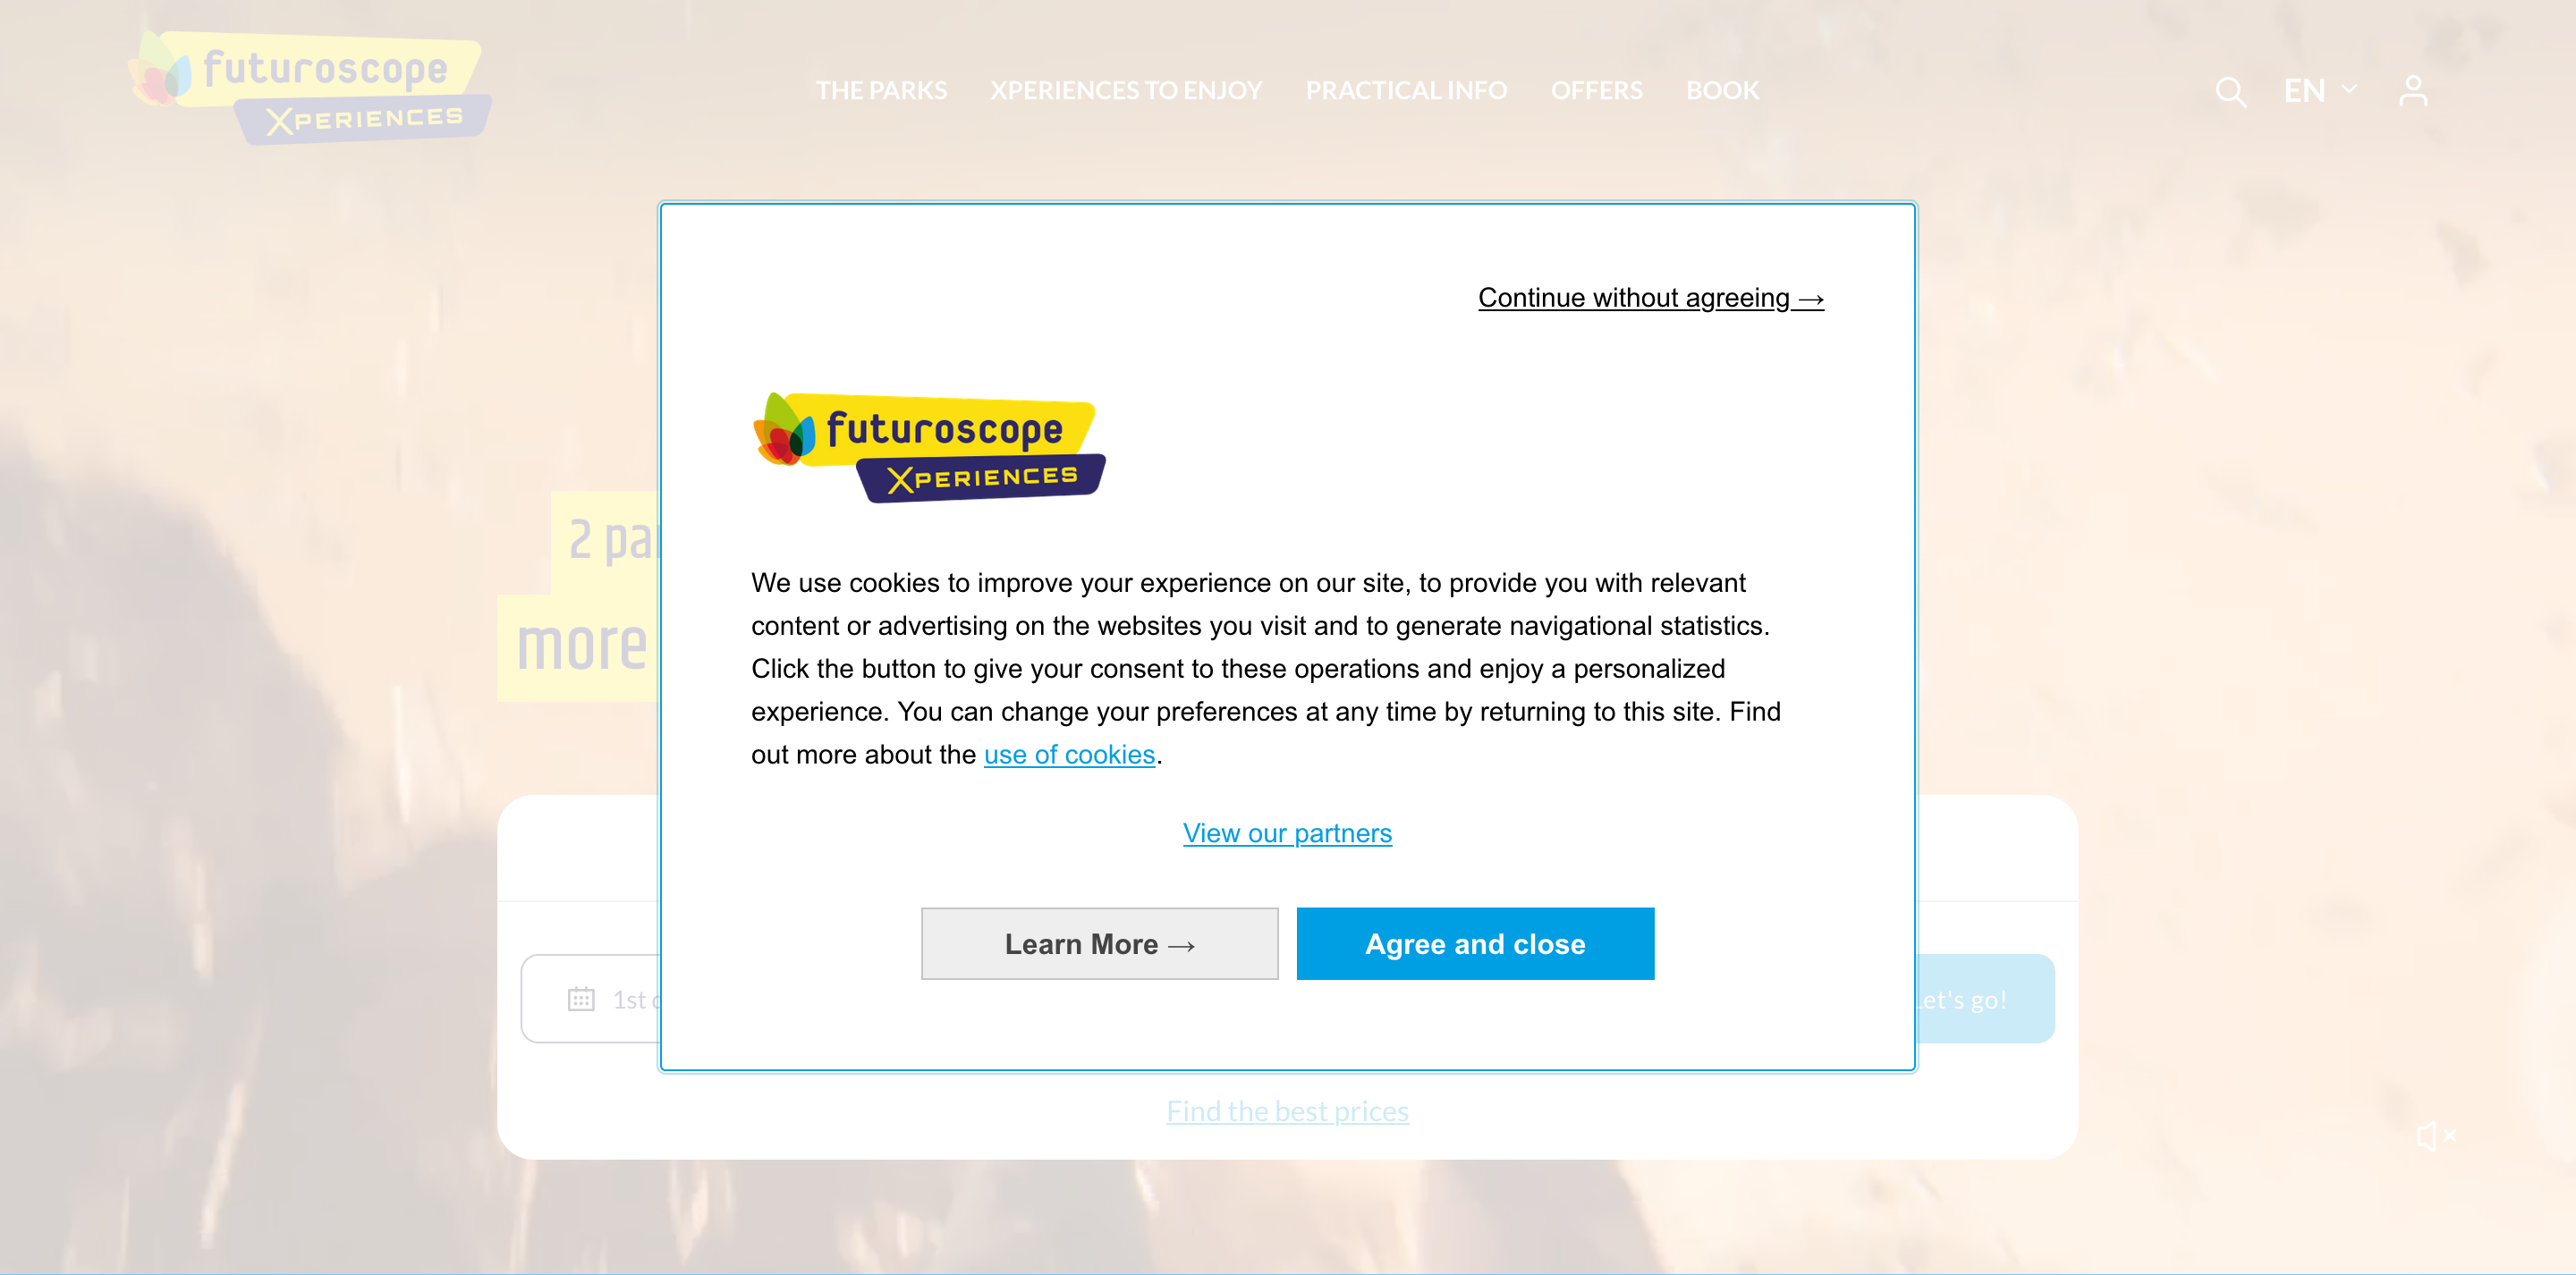 futuroscope
XPERIENCES
THE PARKS XPERIENCES TO ENJOY PRACTICAL INFO OFFERS BOOK
EN
Continue without agreeing →
futuroscope
XPERIENCES
2
more
We use cookies to improve your experience on our site, to provide you with relevant
content or advertising on the websites you visit and to generate navigational statistics.
Click the button to give your consent to these operations and enjoy a personalized
experience. You can change your preferences at any time by returning to this site. Find
out more about the use of cookies.
View our partners
Learn More →
Agree and close
1st
Let's go!
Find the best prices